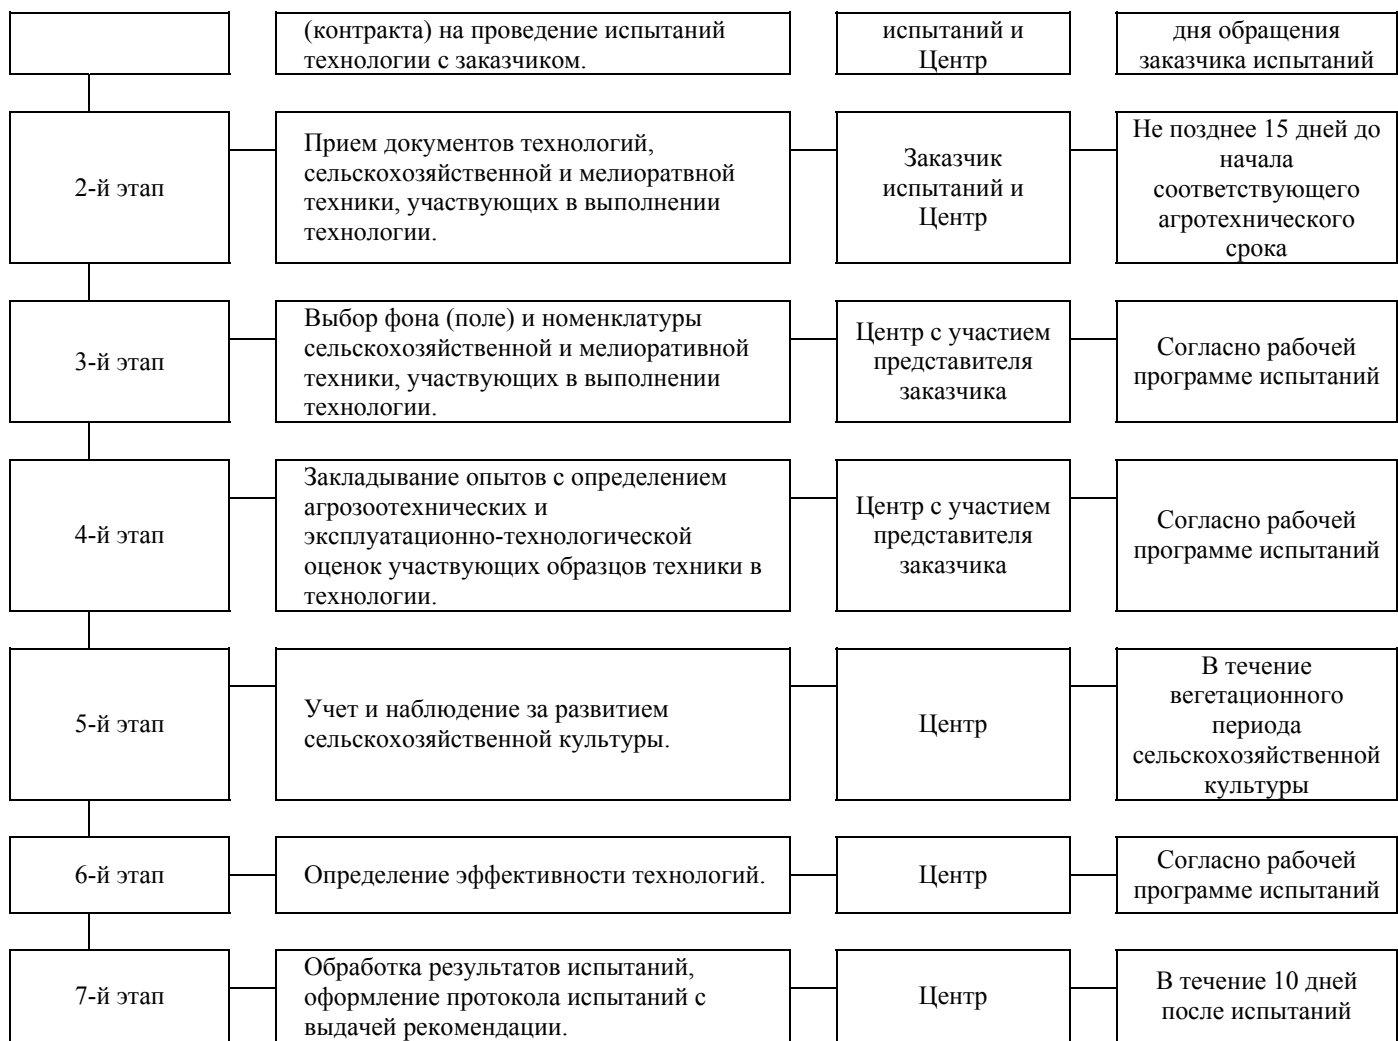 (контракта) на проведение испытаний
технологии с заказчиком.
испытаний и
Центр
дня обращения
заказчика испытаний
2-й этап
Прием документов технологий,
сельскохозяйственной и мелиоратвной
техники, участвующих в выполнении
технологии.
Заказчик
испытаний и
Центр
Не позднее 15 дней до
начала
соответствующего
агротехнического
срока
3-й этап
Выбор фона (поле) и номенклатуры
сельскохозяйственной и мелиоративной
техники, участвующих в выполнении
технологии.
Центр с участием
представителя
заказчика
Согласно рабочей
программе испытаний
4-й этап
Закладывание опытов с определением
агрозоотехнических и
эксплуатационно-технологической
оценок участвующих образцов техники в
технологии.
Центр с участием
представителя
заказчика
Согласно рабочей
программе испытаний
5-й этап
Учет и наблюдение за развитием
сельскохозяйственной культуры.
Центр
В течение
вегетационного
периода
сельскохозяйственной
культуры
6-й этап
Определение эффективности технологий.
Центр
Согласно рабочей
программе испытаний
7-й этап
Обработка результатов испытаний,
оформление протокола испытаний с
выдачей рекомендации.
Центр
В течение 10 дней
после испытаний